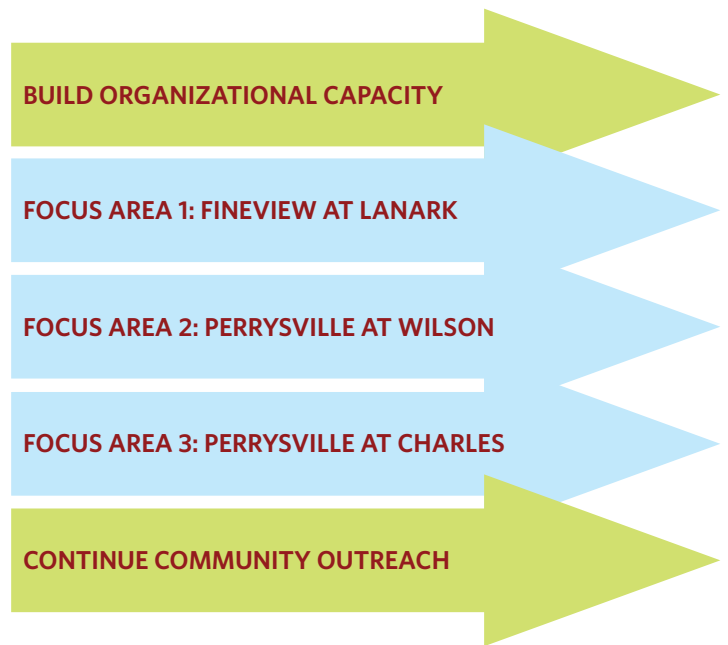 BUILD ORGANIZATIONAL CAPACITY
FOCUS AREA 1: FINEVIEW AT LANARK
FOCUS AREA 2: PERRYSVILLE AT WILSON
FOCUS AREA 3: PERRYSVILLE AT CHARLES
CONTINUE COMMUNITY OUTREACH